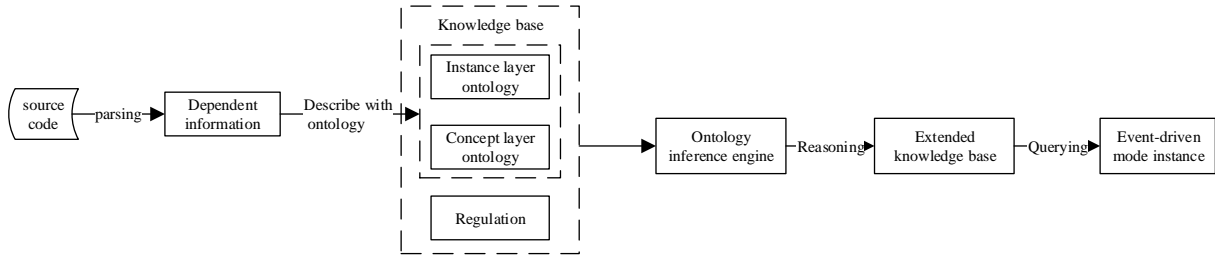 source
code
parsing
Dependent
information
Describe with
ontology
Knowledge base
Instance layer
ontology
Concept layer
ontology
Regulation
Ontology
inference engine
Reasoning
Extended
knowledge base
Querying
Event-driven
mode instance